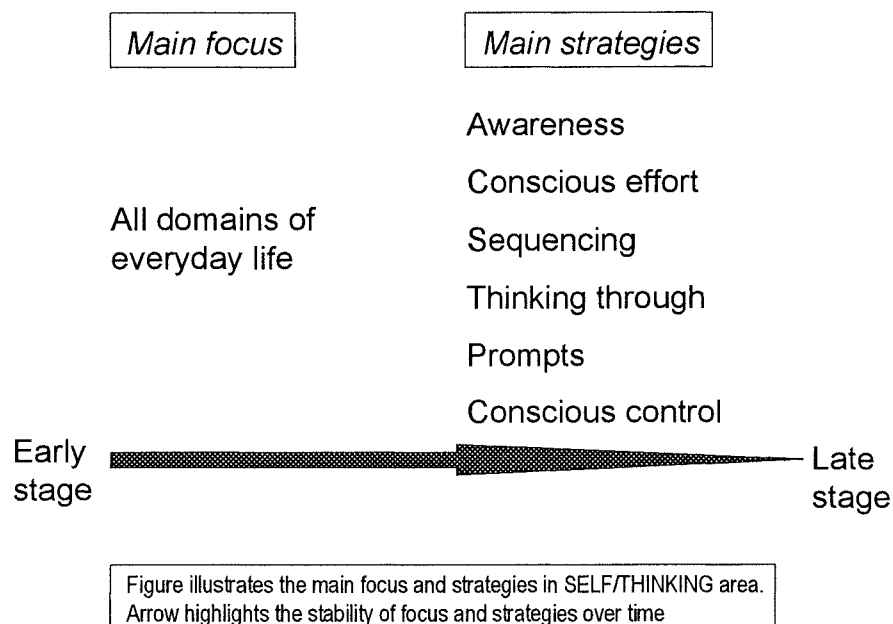 Main focus
Main strategies
All domains of
everyday life
Awareness
Conscious effort
Sequencing
Thinking through
Prompts
Conscious control
Early
stage
Late
stage
Figure illustrates the main focus and strategies in SELF/THINKING area.
Arrow highlights the stability of focus and strategies over time